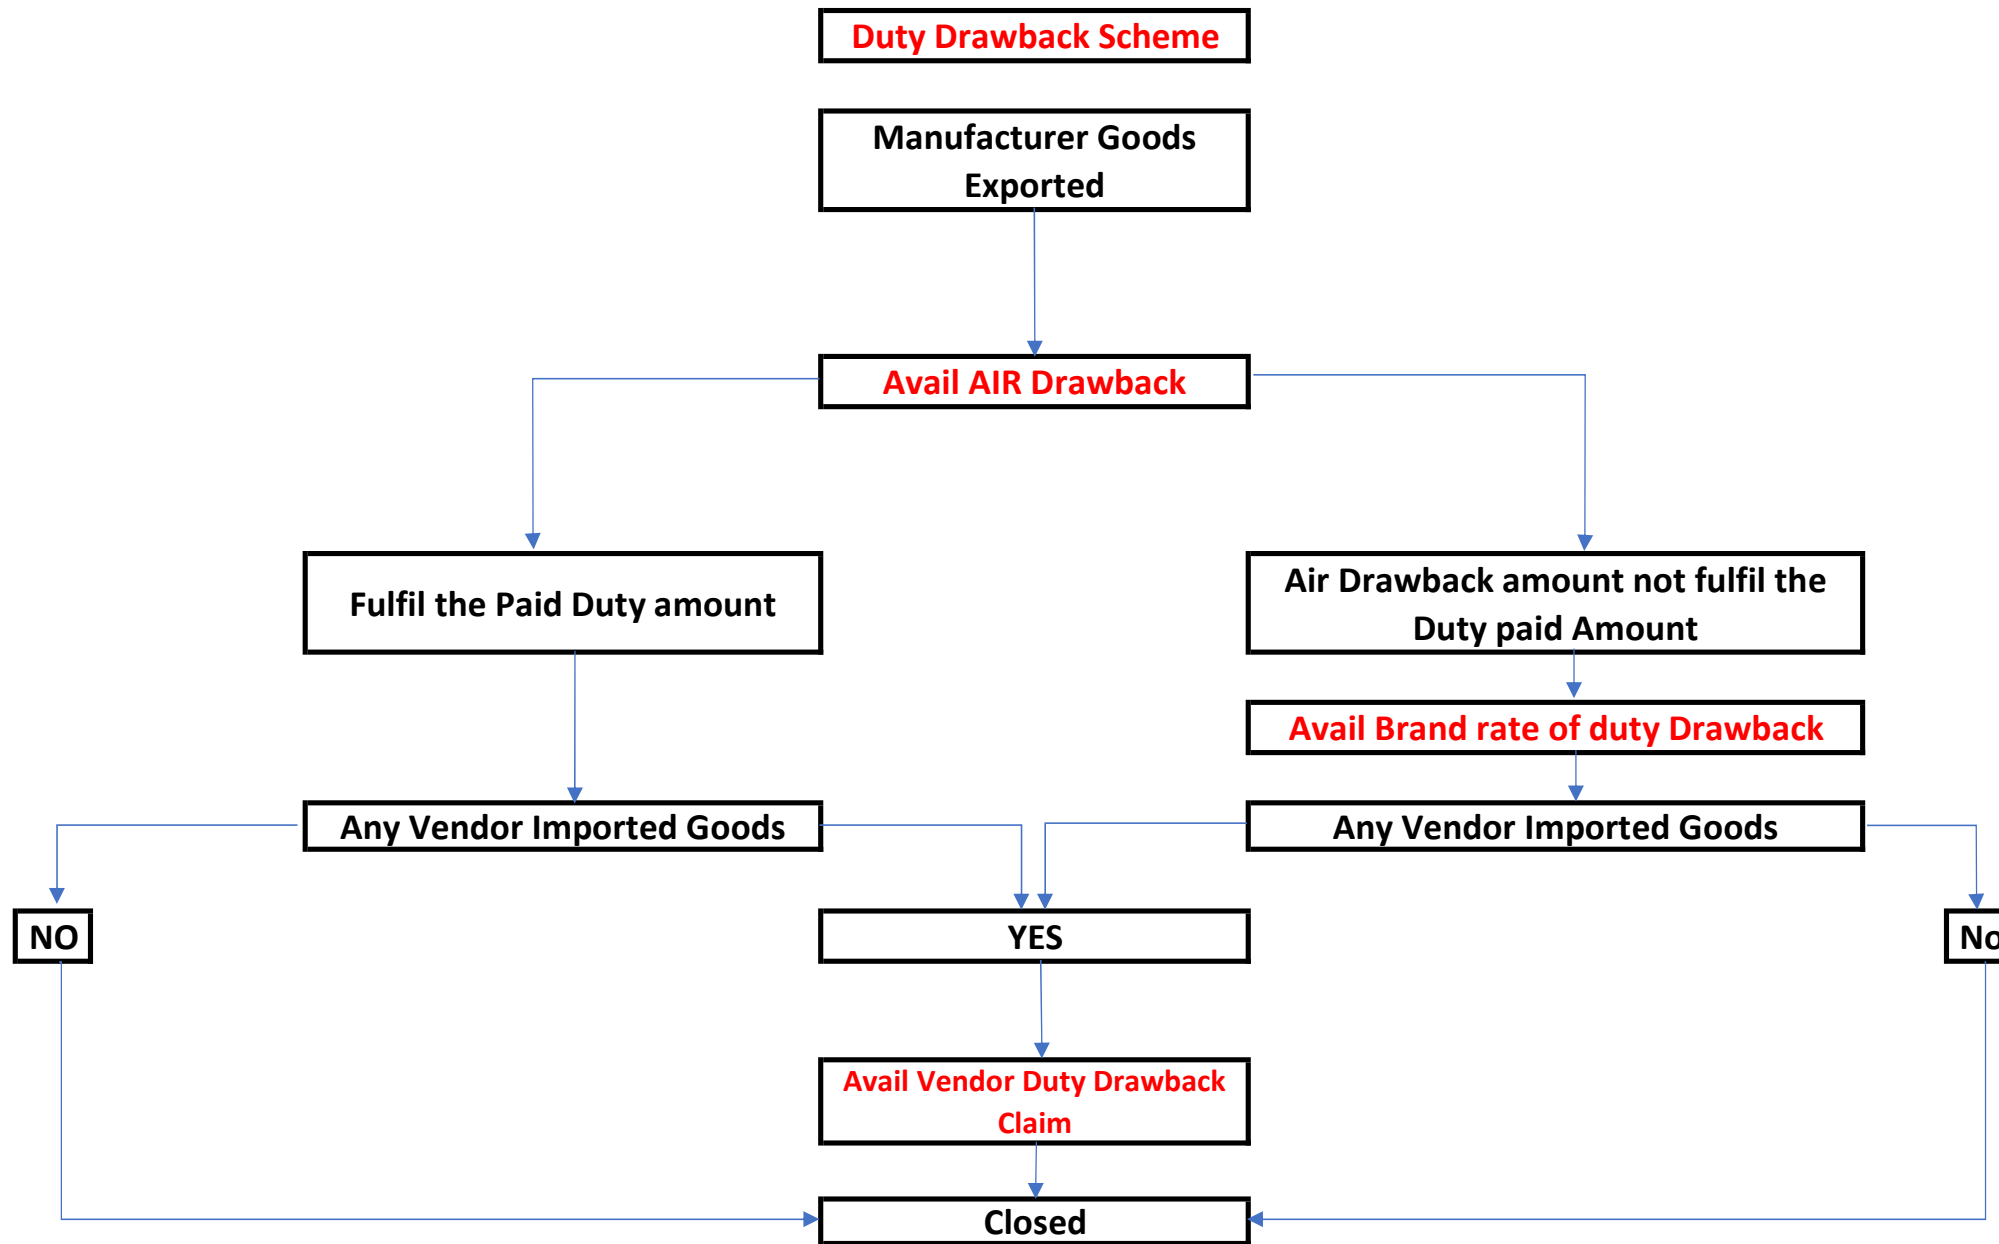 Duty Drawback Scheme
Manufacturer Goods
Exported
Avail AIR Drawback
Fulfil the Paid Duty amount
Air Drawback amount not fulfil the
Duty paid Amount
Avail Brand rate of duty Drawback
Any Vendor Imported Goods
Any Vendor Imported Goods
NO
YES
No
Avail Vendor Duty Drawback
Claim
Closed